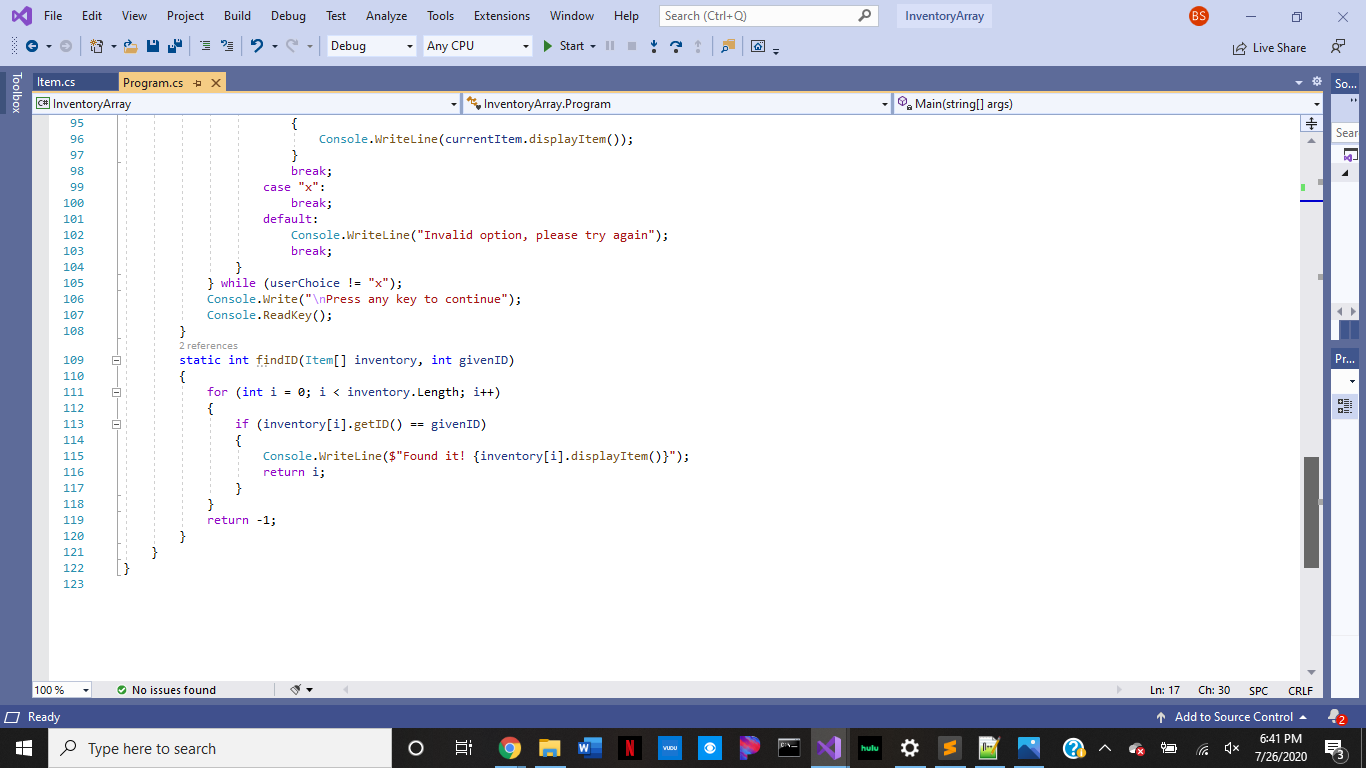 File Edit View Project Build Debug Test Analyze Tools Extensions Window Help Search (Ctrl+Q) InventoryArray BS
Debug Any CPU Start Live Share
Toolbox
Item.cs Program.cs So...
C# InventoryArray InventoryArray.Program Main(string[] args)
Sear
95 {
96 Console.WriteLine(currentItem.displayItem());
97 }
98 break;
99 case "x":
100 break;
101 default:
102 Console.WriteLine("Invalid option, please try again");
103 break;
104 }
105 } while (userChoice != "x");
106 Console.Write("\nPress any key to continue");
107 Console.ReadKey();
108 }
2 references
109 static int findID(Item[] inventory, int givenID)
110 {
111 for (int i = 0; i < inventory.Length; i++)
112 {
113 if (inventory[i].getID() == givenID)
114 {
115 Console.WriteLine($"Found it! {inventory[i].displayItem()}");
116 return i;
117 }
118 }
119 return -1;
120 }
121 }
122 }
123
Pr...
100 % No issues found Ln: 17 Ch: 30 SPC CRLF
Ready Add to Source Control 2
Type here to search W N VUDU hulu S ? 6:41 PM
7/26/2020 3